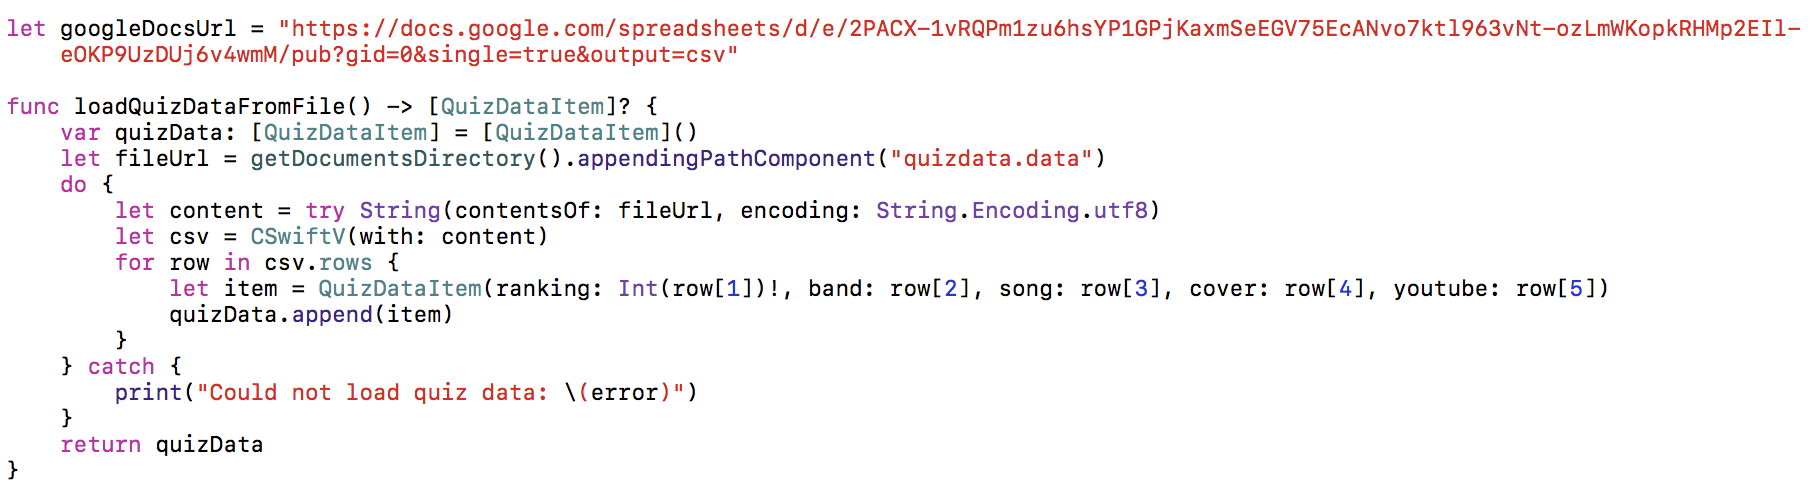 let googleDocsUrl = "https://docs.google.com/spreadsheets/d/e/2PACX-1vRQPm1zu6hsYP1GPjKaxmSeEGV75EcANvo7ktl963vNt-ozLmWKopkRHMp2EIl-
    eOKP9UzDUj6v4wmM/pub?gid=0&single=true&output=csv"

func loadQuizDataFromFile() -> [QuizDataItem]? {
    var quizData: [QuizDataItem] = [QuizDataItem]()
    let fileUrl = getDocumentsDirectory().appendingPathComponent("quizdata.data")
    do {
        let content = try String(contentsOf: fileUrl, encoding: String.Encoding.utf8)
        let csv = CSwiftV(with: content)
        for row in csv.rows {
            let item = QuizDataItem(ranking: Int(row[1])!, band: row[2], song: row[3], cover: row[4], youtube: row[5])
            quizData.append(item)
        }
    } catch {
        print("Could not load quiz data: \(error)")
    }
    return quizData
}